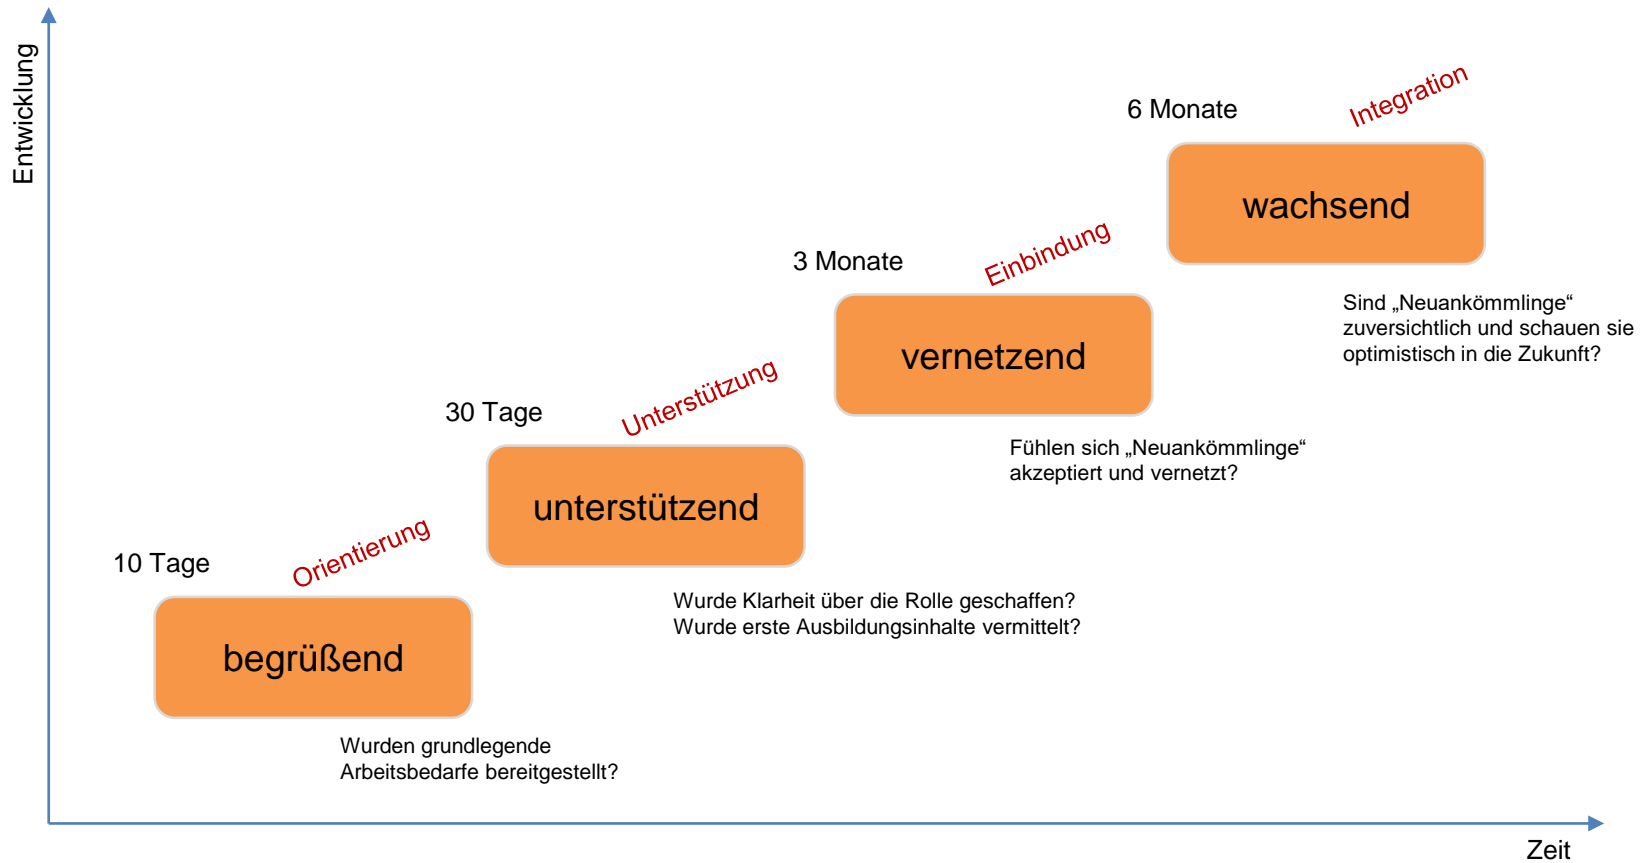 Entwicklung
6 Monate
Integration
wachsend
Sind „Neuankömmlinge“
zuversichtlich und schauen sie
optimistisch in die Zukunft?
3 Monate
Einbindung
vernetzend
Fühlen sich „Neuankömmlinge“
akzeptiert und vernetzt?
30 Tage
Unterstützung
unterstützend
Wurde Klarheit über die Rolle geschaffen?
Wurde erste Ausbildungsinhalte vermittelt?
10 Tage
Orientierung
begrüßend
Wurden grundlegende
Arbeitsbedarfe bereitgestellt?
Zeit